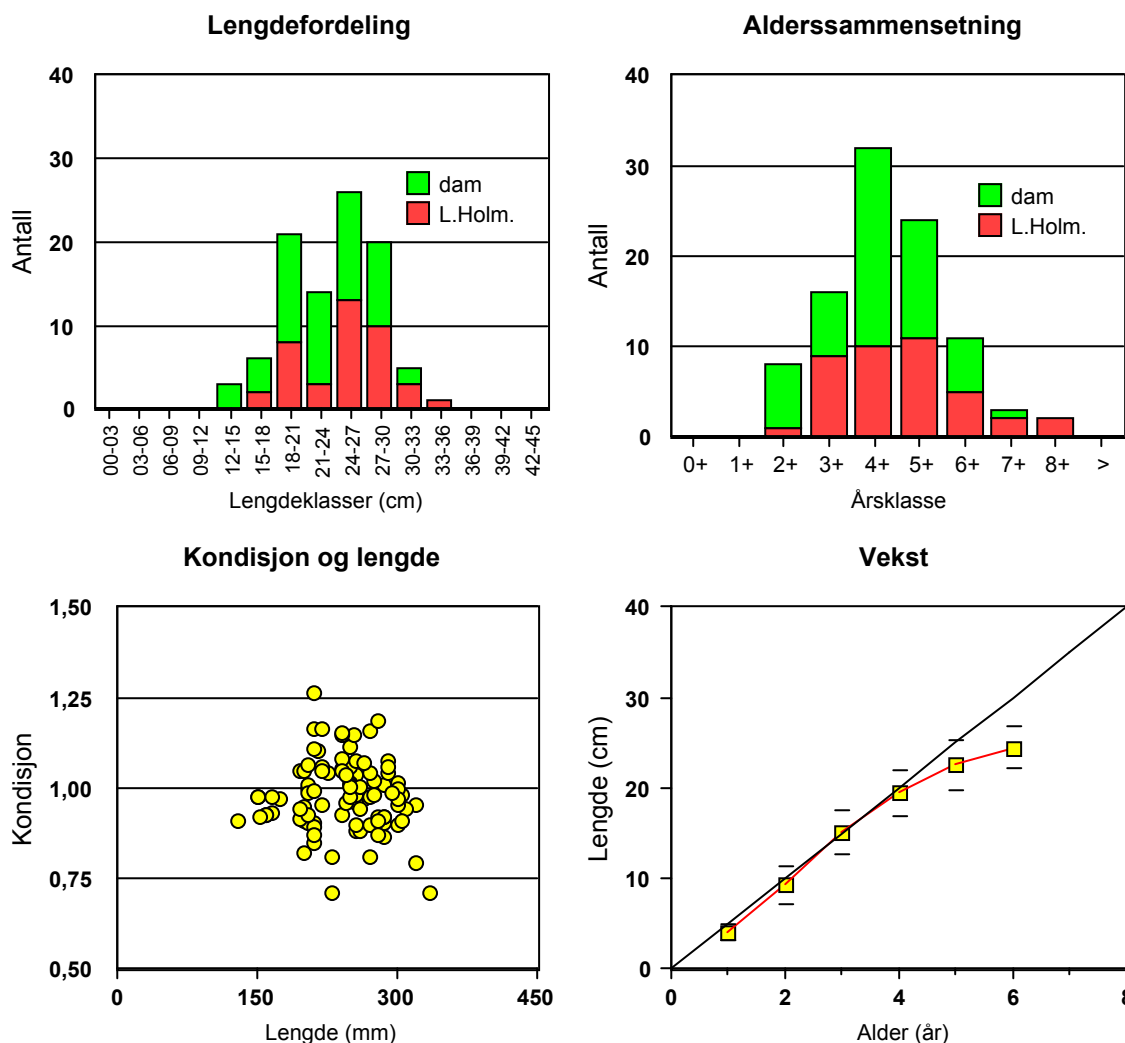 Lengdefordeling
40
30
20
10
0
Antall
dam
L.Holm.
00-03
03-06
06-09
09-12
12-15
15-18
18-21
21-24
24-27
27-30
30-33
33-36
36-39
39-42
42-45
Lengdeklasser (cm)
Alderssammensetning
40
30
20
10
0
Antall
dam
L.Holm.
0+ 1+ 2+ 3+ 4+ 5+ 6+ 7+ 8+ >
Årsklasse
Kondisjon og lengde
1,50
1,25
1,00
0,75
0,50
Kondisjon
0 150 300 450
Lengde (mm)
Vekst
40
30
20
10
0
Lengde (cm)
0 2 4 6 8
Alder (år)